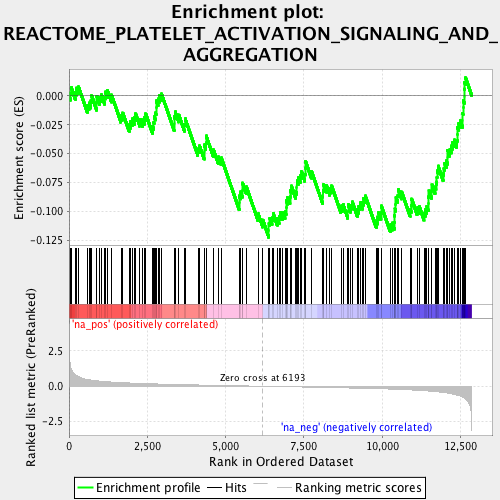 Enrichment plot:
REACTOME_PLATELET_ACTIVATION_SIGNALING_AND_
AGGREGATION
Enrichment score (ES)
0.000
-0.025
-0.050
-0.075
-0.100
-0.125
'na_pos' (positively correlated)
Ranked list metric (PreRanked)
2.5
0.0
-2.5
Zero cross at 6193
'na_neg' (negatively correlated)
0
2,500
5,000
7,500
10,000
12,500
Rank in Ordered Dataset
Enrichment profile
Hits
Ranking metric scores